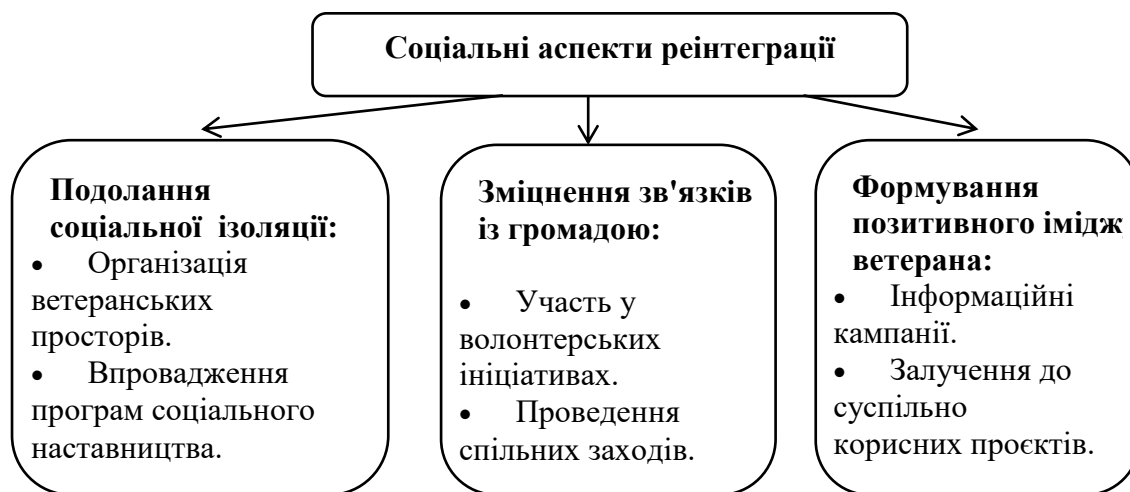 Соціальні аспекти реінтеграції
Подолання
соціальної ізоляції:
• Організація
ветеранських
просторів.
• Впровадження
програм соціального
наставництва.
Зміцнення зв'язків
із громадою:
• Участь у
волонтерських
ініціативах.
• Проведення
спільних заходів.
Формування
позитивного імідж
ветерана:
• Інформаційні
кампанії.
• Залучення до
суспільно
корисних проєктів.